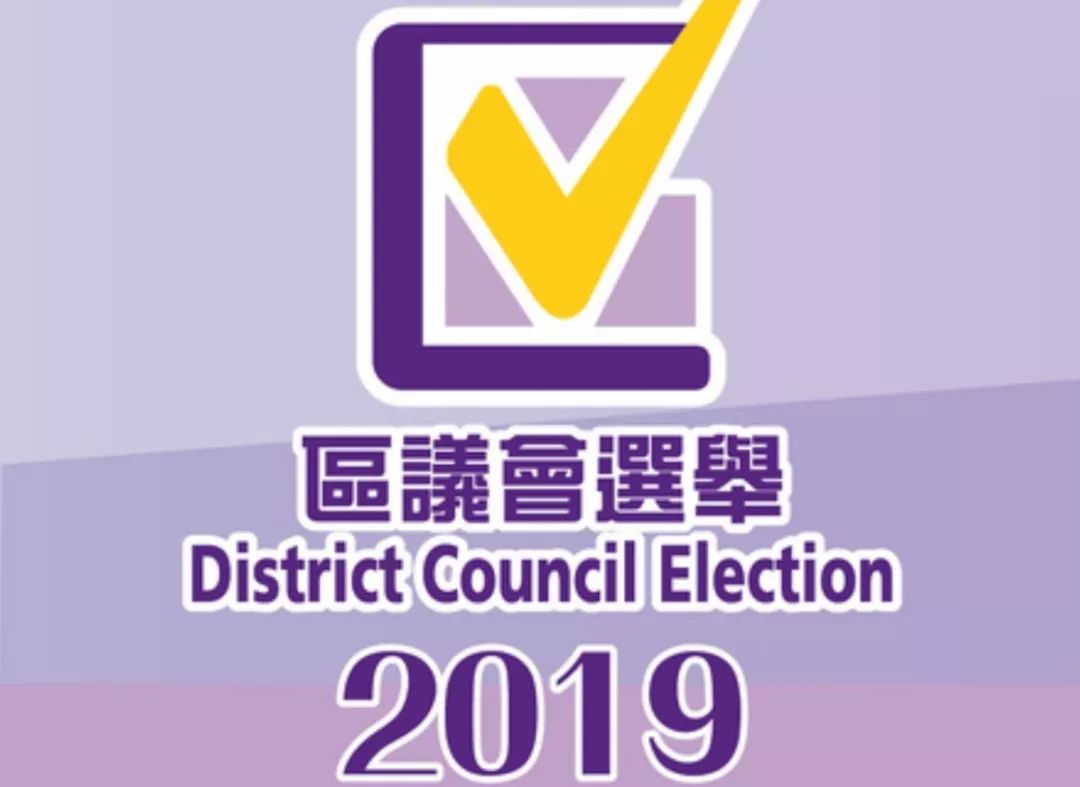 區議會選舉
District Council Election
2019